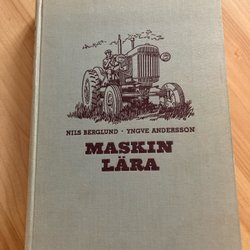 NILS BERGLUND · YNGVE ANDERSSON
MASKIN
LÄRA